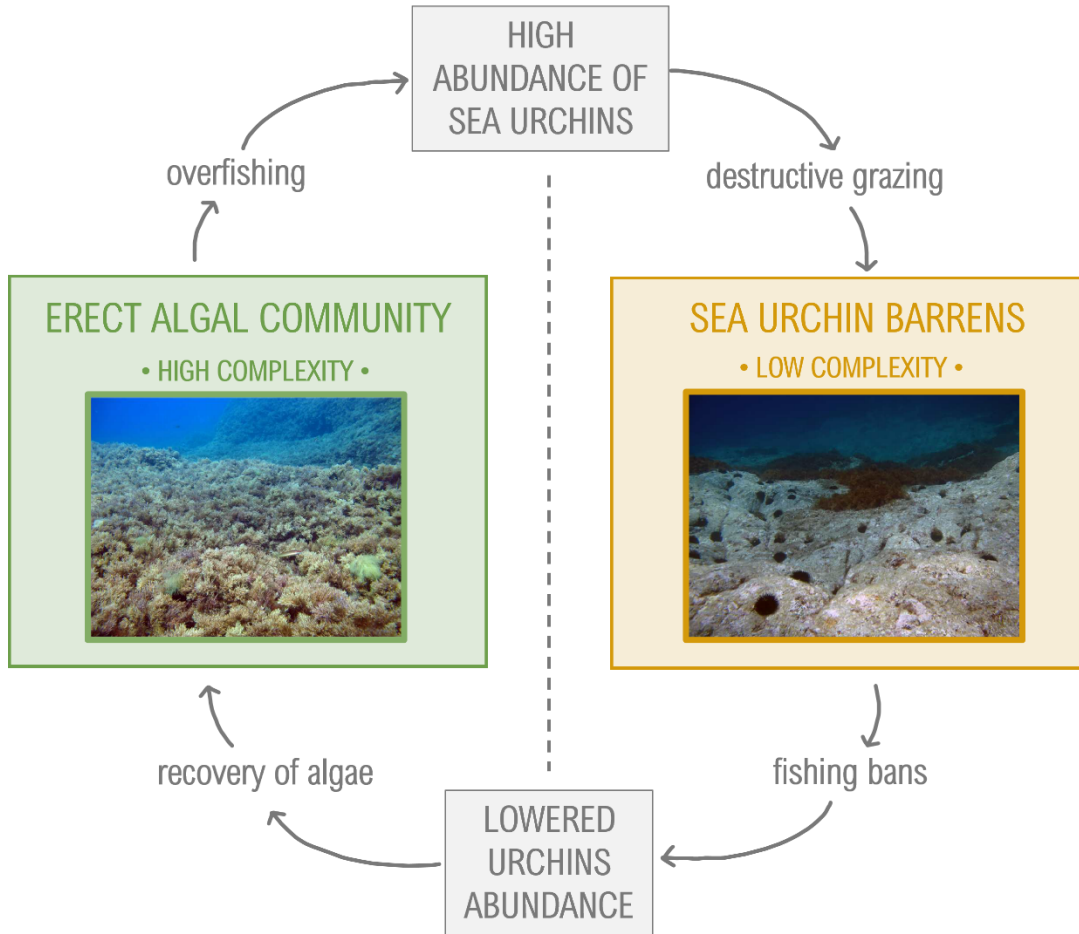 HIGH
ABUNDANCE OF
SEA URCHINS
overfishing
destructive grazing
ERECT ALGAL COMMUNITY
• HIGH COMPLEXITY •
SEA URCHIN BARRENS
• LOW COMPLEXITY •
recovery of algae
fishing bans
LOWERED
URCHINS
ABUNDANCE